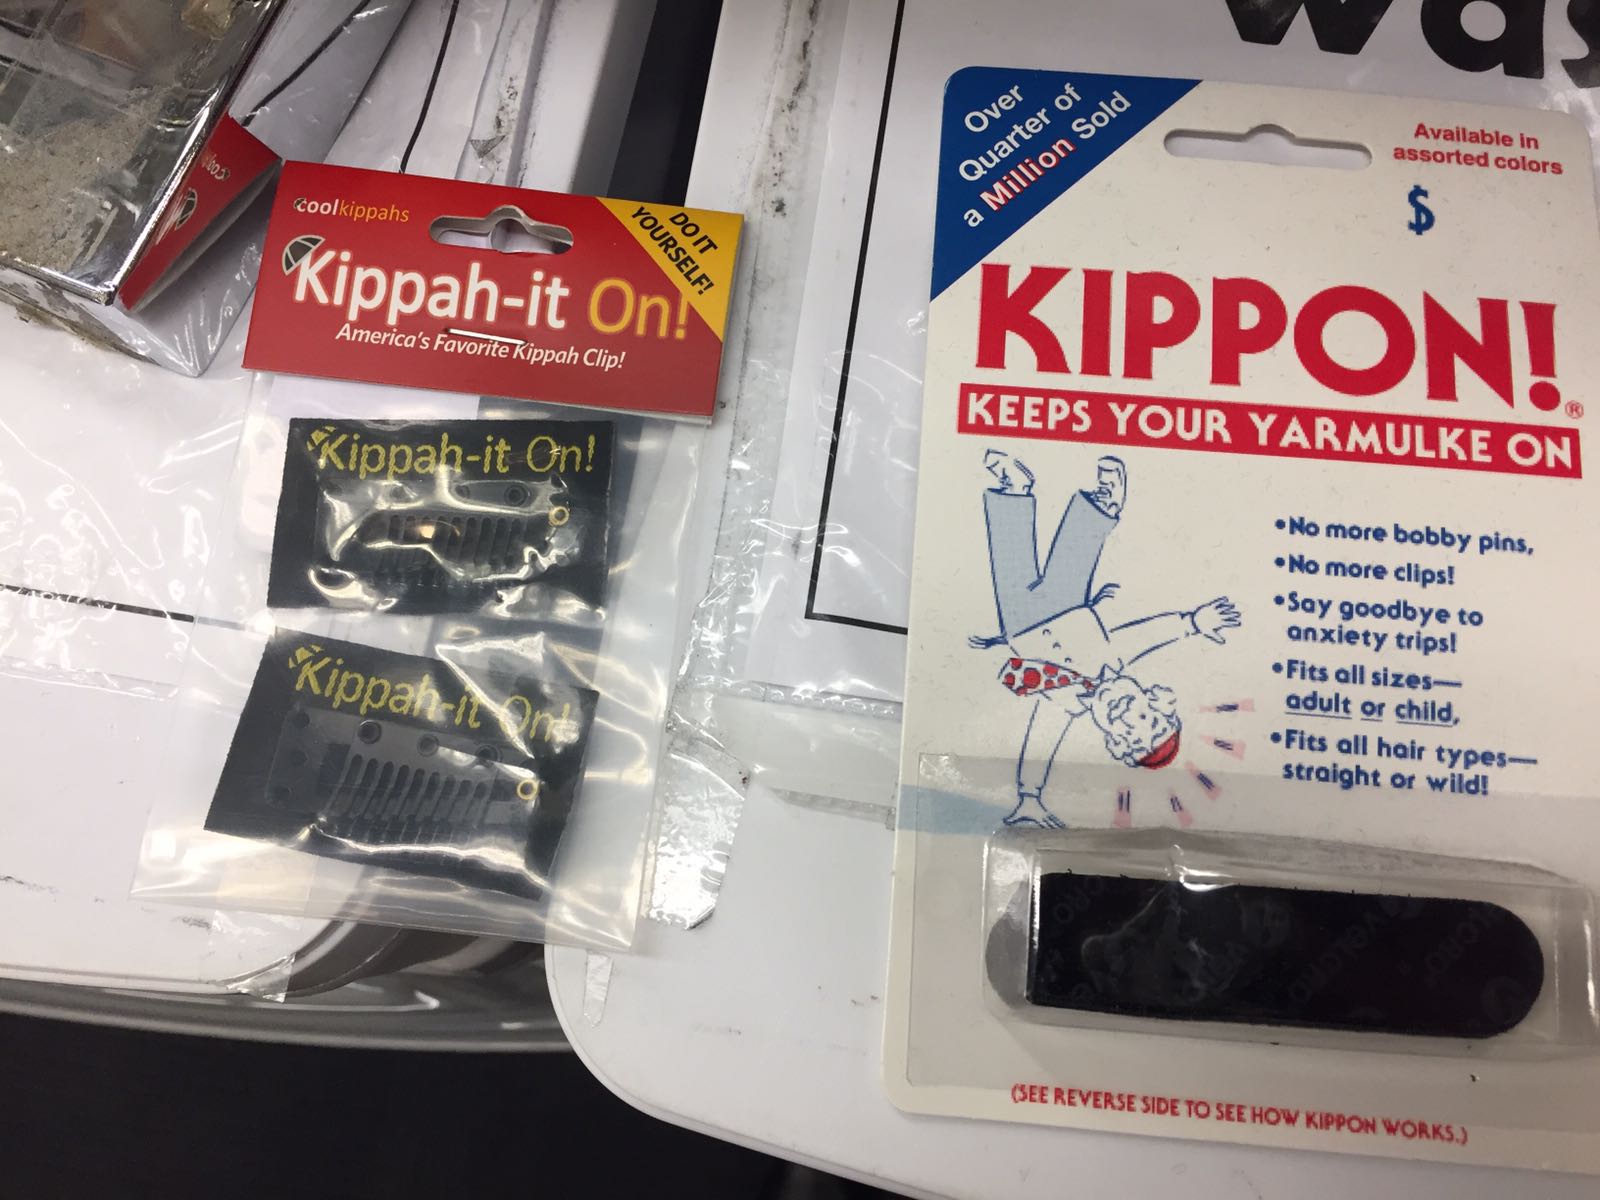 was
coolkippahs
DO IT
YOURSELF!
Kippah-it On!
America's Favorite Kippah Clip!
Kippah-it On!
Kippah-it On!
Over
Quarter of
a Million Sold
Available in
assorted colors
$
KIPPON!®
KEEPS YOUR YARMULKE ON
•No more bobby pins,
•No more clips!
•Say goodbye to
anxiety trips!
•Fits all sizes—
adult or child,
•Fits all hair types—
straight or wild!
VELCRO
(SEE REVERSE SIDE TO SEE HOW KIPPON WORKS.)